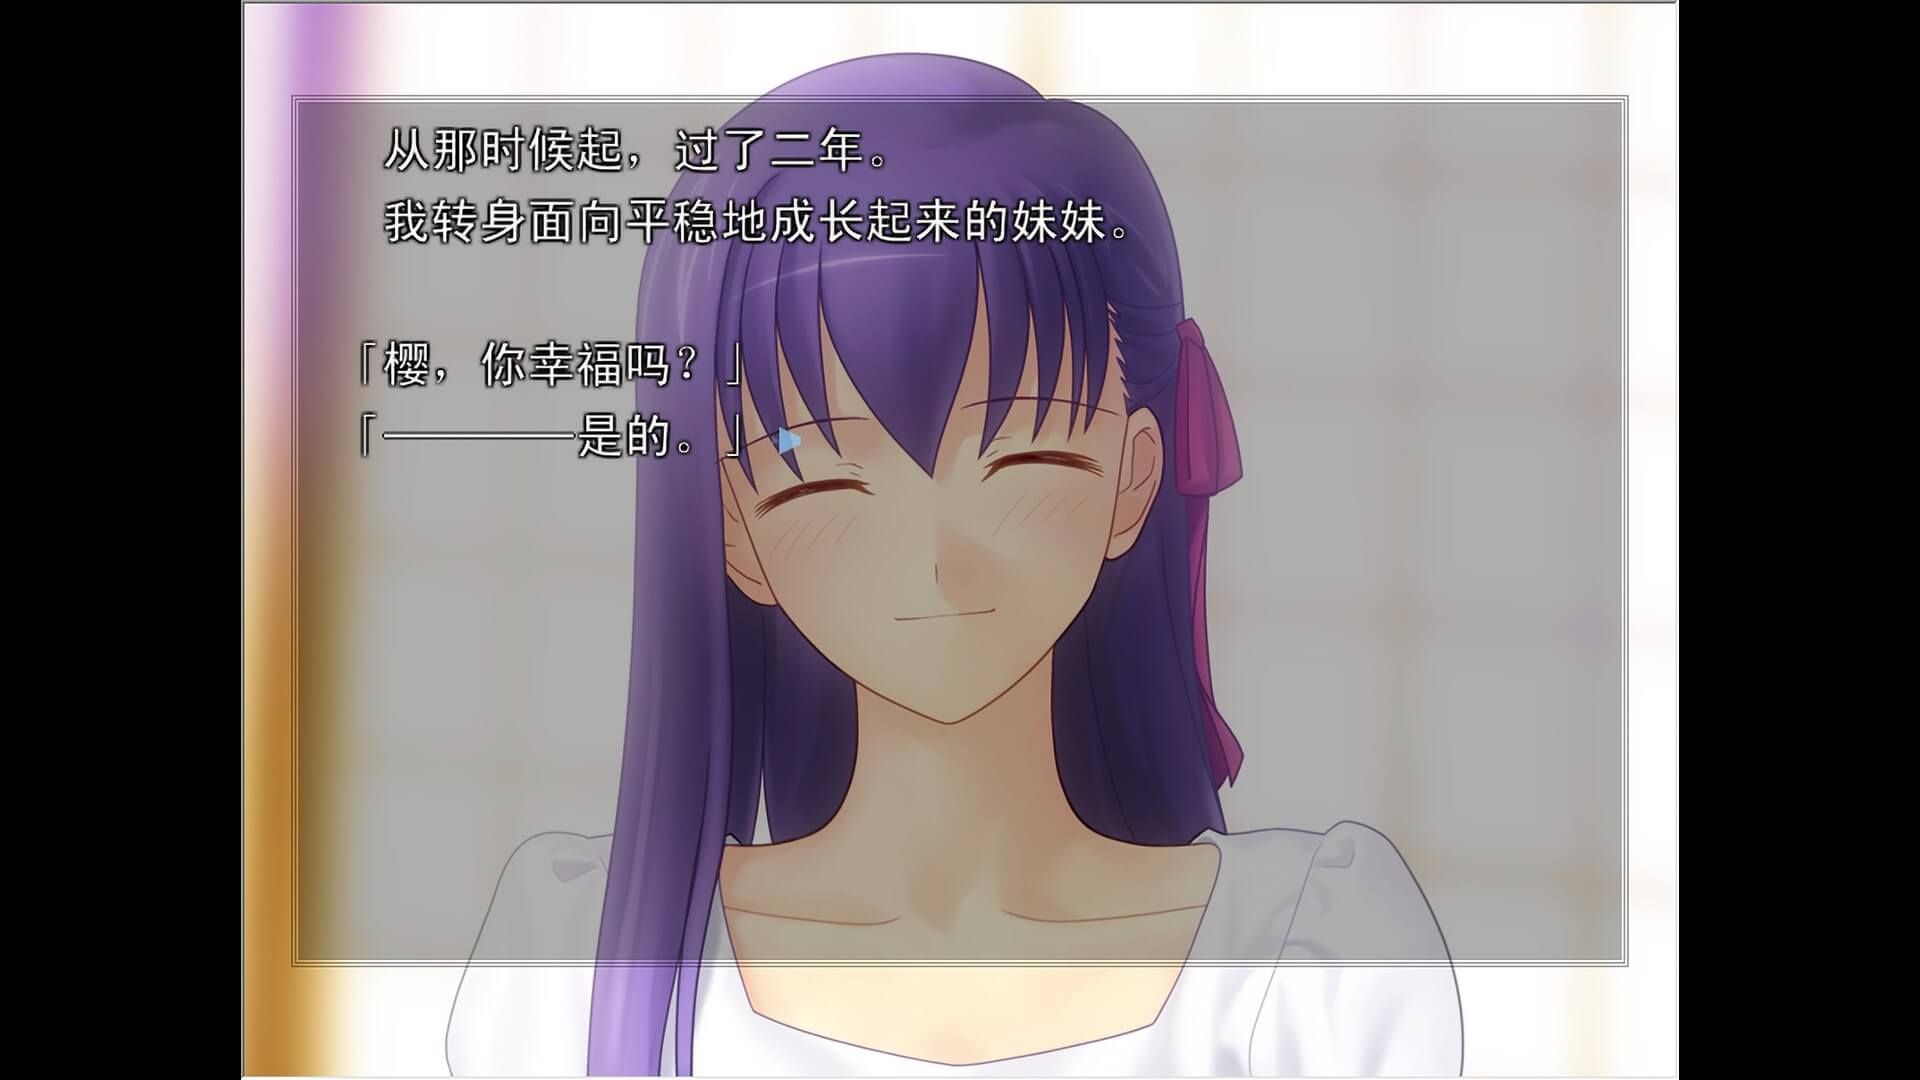 从那时候起，过了二年。
我转身面向平稳地成长起来的妹妹。
「樱，你幸福吗？」
「————是的。」